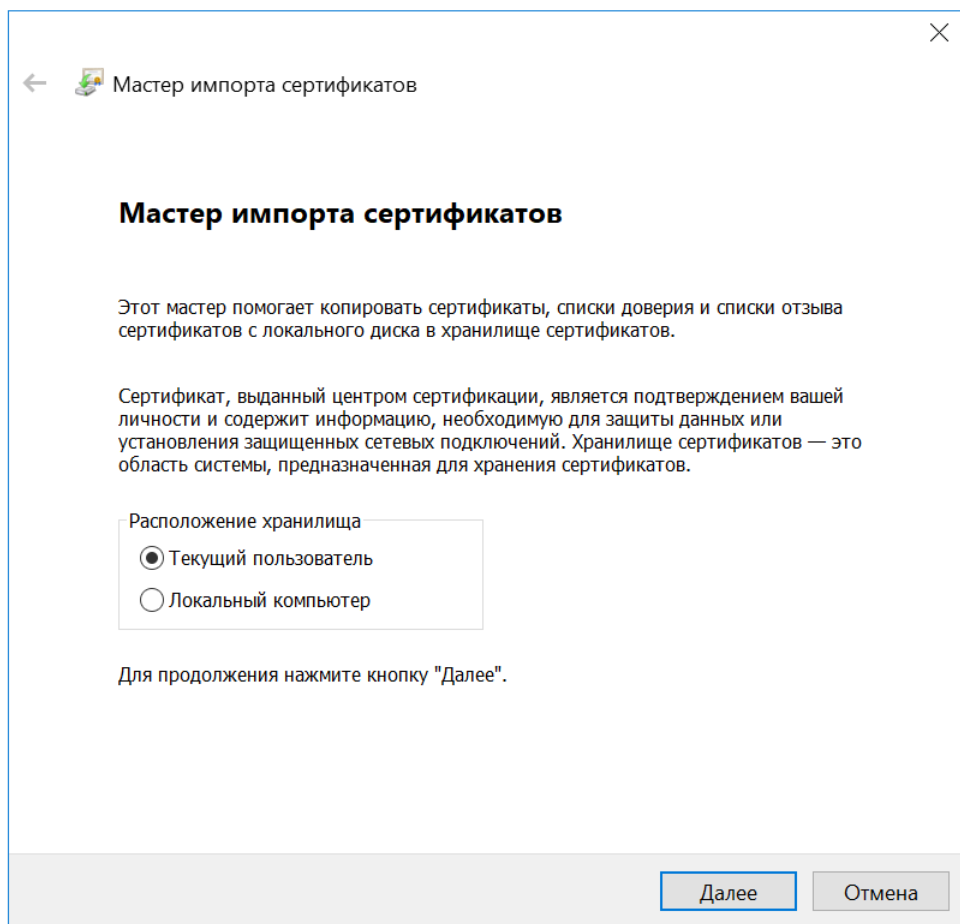 Мастер импорта сертификатов
Мастер импорта сертификатов
Этот мастер помогает копировать сертификаты, списки доверия и списки отзыва
сертификатов с локального диска в хранилище сертификатов.
Сертификат, выданный центром сертификации, является подтверждением вашей
личности и содержит информацию, необходимую для защиты данных или
установления защищенных сетевых подключений. Хранилище сертификатов — это
область системы, предназначенная для хранения сертификатов.
Расположение хранилища
Текущий пользователь
Локальный компьютер
Для продолжения нажмите кнопку "Далее".
Далее
Отмена